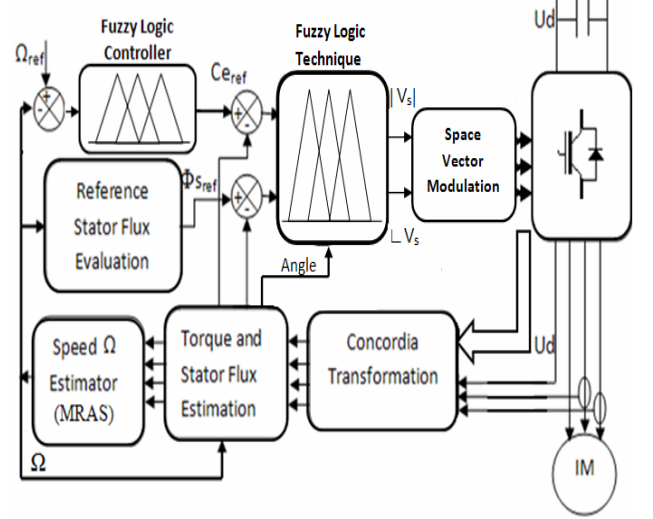 Fuzzy Logic
Controller
Fuzzy Logic
Technique
Ud
Ωref
Ceref
|Vs|
Space
Vector
Modulation
Reference
Stator Flux
Evaluation
Φsref
∟Vs
Angle
Speed Ω
Estimator
(MRAS)
Torque and
Stator Flux
Estimation
Concordia
Transformation
Ud
Ω
IM